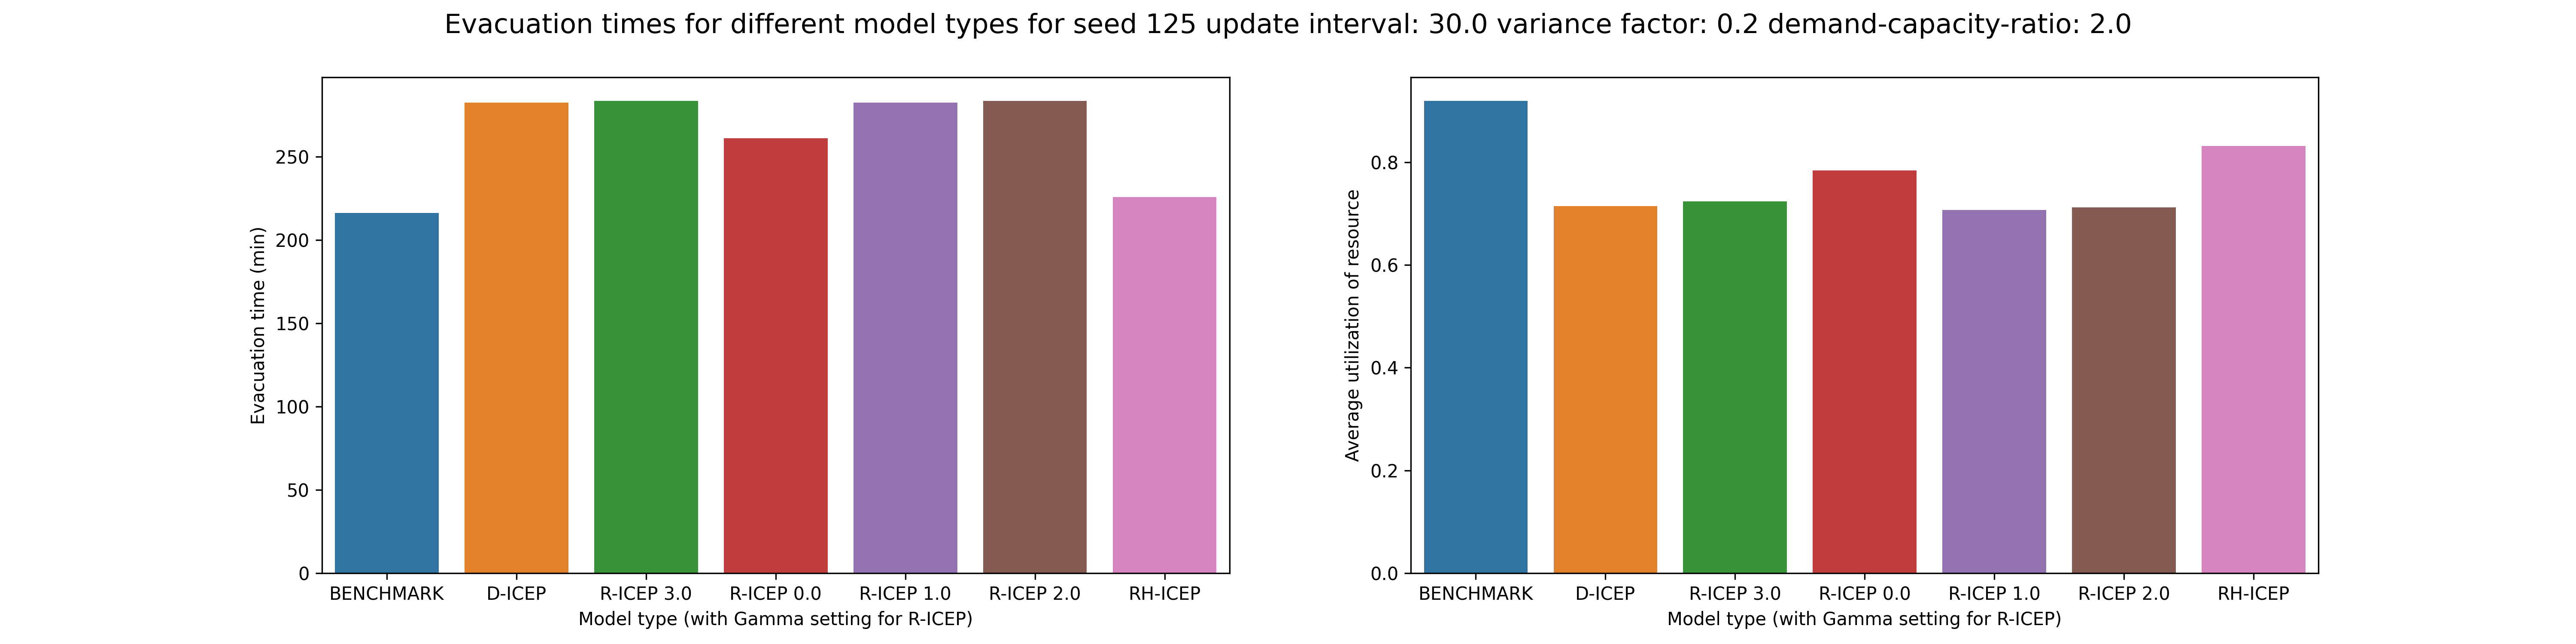 Evacuation times for different model types for seed 125 update interval: 30.0 variance factor: 0.2 demand-capacity-ratio: 2.0
Evacuation time (min)
250
200
150
100
50
0
BENCHMARK D-ICEP R-ICEP 3.0 R-ICEP 0.0 R-ICEP 1.0 R-ICEP 2.0 RH-ICEP
Model type (with Gamma setting for R-ICEP)
Average utilization of resource
0.8
0.6
0.4
0.2
0.0
BENCHMARK D-ICEP R-ICEP 3.0 R-ICEP 0.0 R-ICEP 1.0 R-ICEP 2.0 RH-ICEP
Model type (with Gamma setting for R-ICEP)